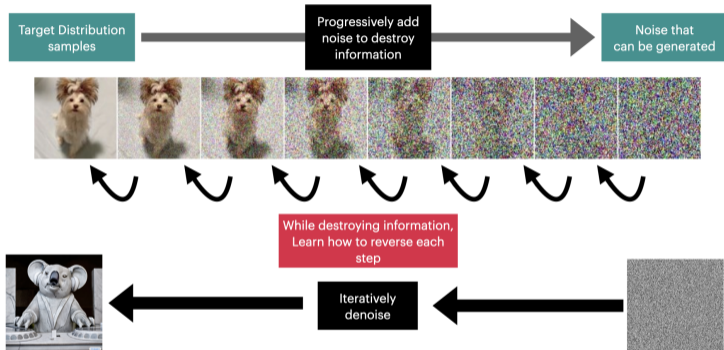 Target Distribution
samples
Progressively add
noise to destroy
information
Noise that
can be generated
While destroying information,
Learn how to reverse each
step
Iteratively
denoise